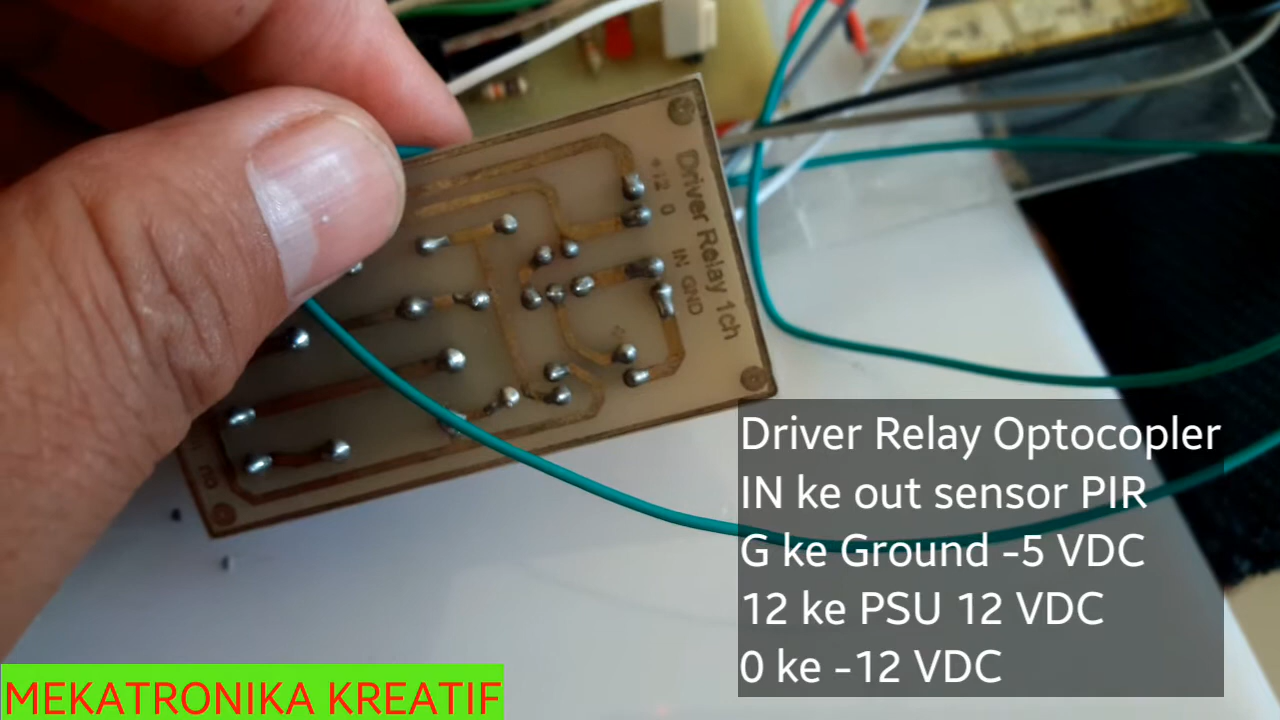 +12 0
IN GND
Driver Relay 1ch
Driver Relay Optocopler
IN ke out sensor PIR
G ke Ground -5 VDC
12 ke PSU 12 VDC
0 ke -12 VDC
MEKATRONIKA KREATIF